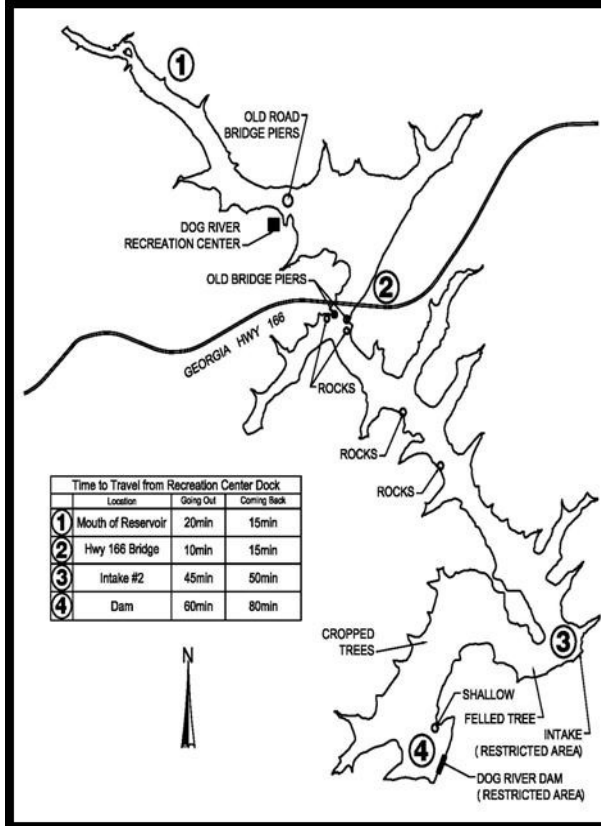 1
OLD ROAD
BRIDGE PIERS
DOG RIVER
RECREATION CENTER
OLD BRIDGE PIERS
2
GEORGIA HWY 166
ROCKS
ROCKS
ROCKS
Time to Travel from Recreation Center Dock
Location Going Out Coming Back
1 Mouth of Reservoir 20min 15min
2 Hwy 166 Bridge 10min 15min
3 Intake #2 45min 50min
4 Dam 60min 80min
N
CROPPED
TREES
3
SHALLOW
FELLED TREE
INTAKE
(RESTRICTED AREA)
4
DOG RIVER DAM
(RESTRICTED AREA)